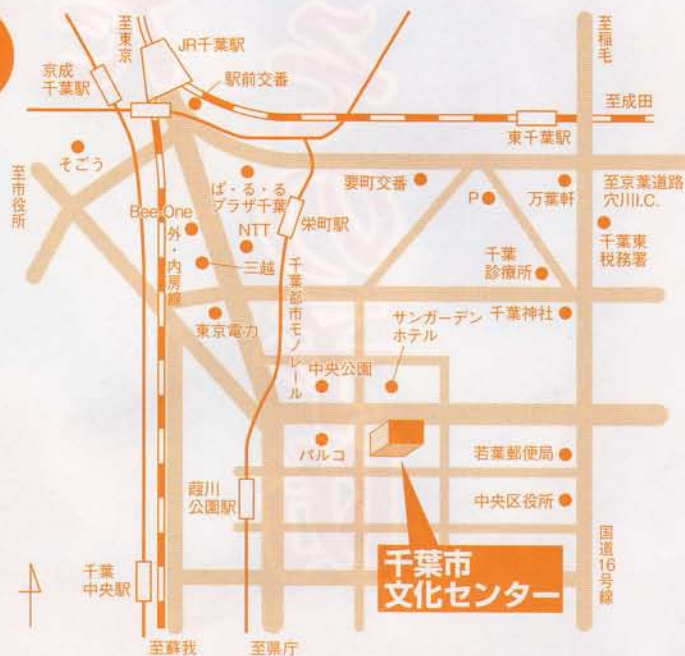 至東京
JR千葉駅
京成
千葉駅
駅前交番
至稲毛
至成田
東千葉駅
そごう
至市役所
ぱ・る・る
プラザ千葉
要町交番
P
万葉軒
至京葉道路
穴川I.C.
Bee-One
外・内房線
NTT
栄町駅
三越
千葉
診療所
千葉東
税務署
東京電力
千葉都市モノレール
サンガーデン
ホテル
千葉神社
中央公園
パルコ
若葉郵便局
葭川
公園駅
中央区役所
千葉市
文化センター
国道16号線
千葉
中央駅
至蘇我
至県庁